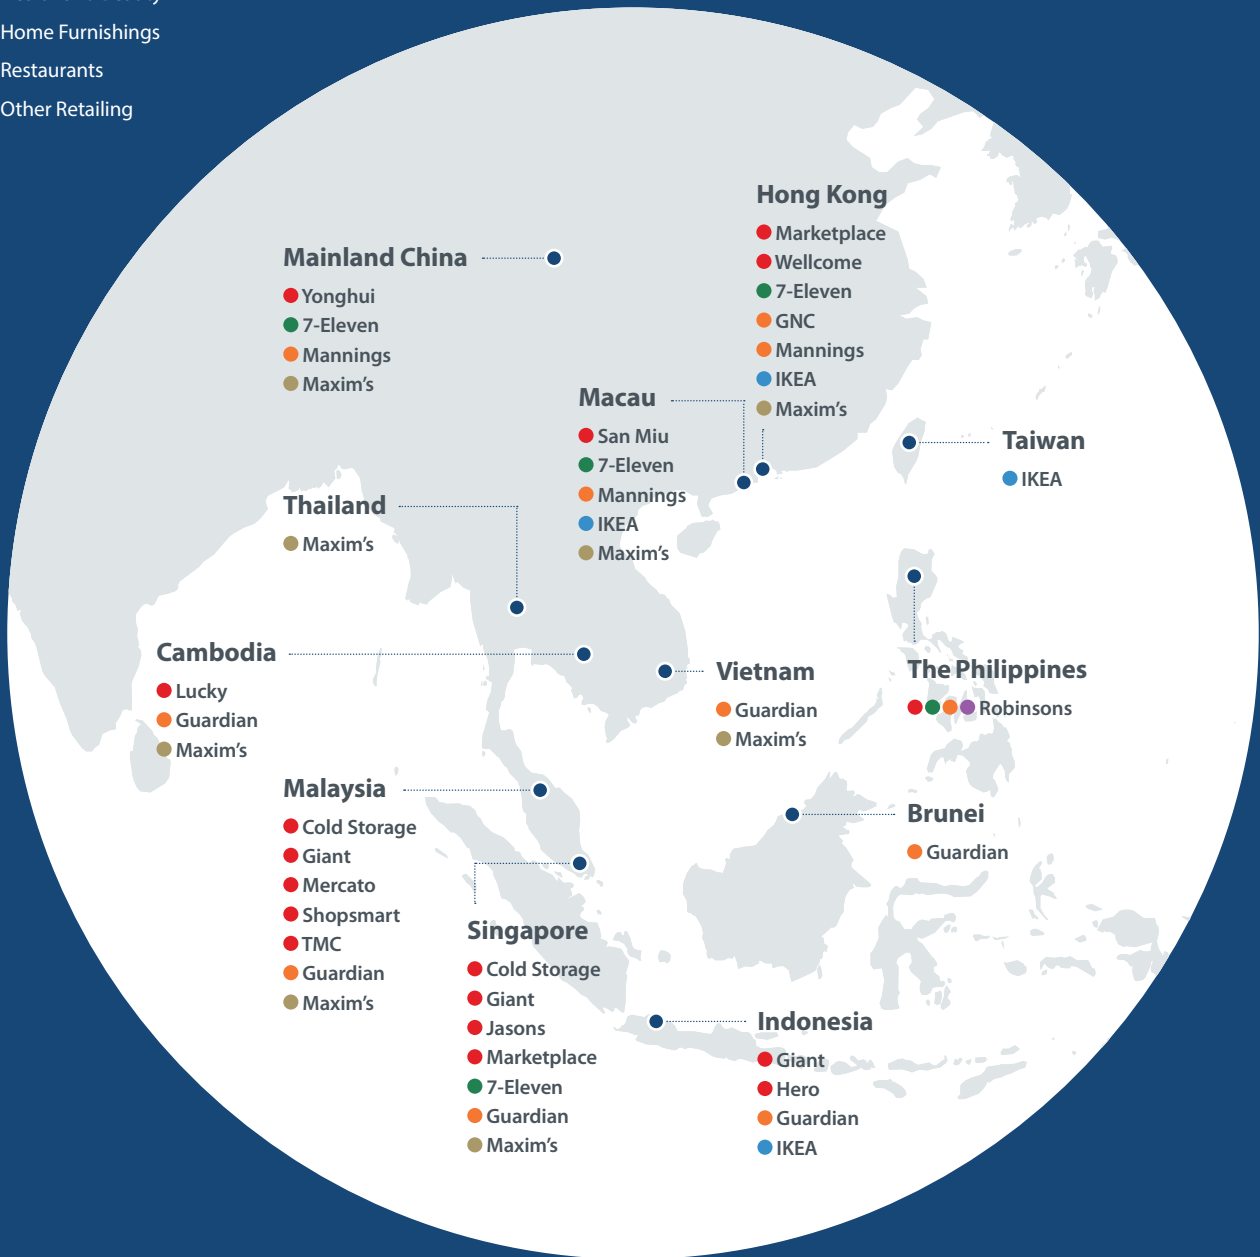 Home Furnishings
Restaurants
Other Retailing
Hong Kong
Marketplace
Wellcome
7-Eleven
GNC
Mannings
IKEA
Maxim’s
Mainland China
Yonghui
7-Eleven
Mannings
Maxim’s
Macau
San Miu
7-Eleven
Mannings
IKEA
Maxim’s
Taiwan
IKEA
Thailand
Maxim’s
Cambodia
Lucky
Guardian
Maxim’s
Vietnam
Guardian
Maxim’s
The Philippines
Robinsons
Malaysia
Cold Storage
Giant
Mercato
Shopsmart
TMC
Guardian
Maxim’s
Brunei
Guardian
Singapore
Cold Storage
Giant
Jasons
Marketplace
7-Eleven
Guardian
Maxim’s
Indonesia
Giant
Hero
Guardian
IKEA